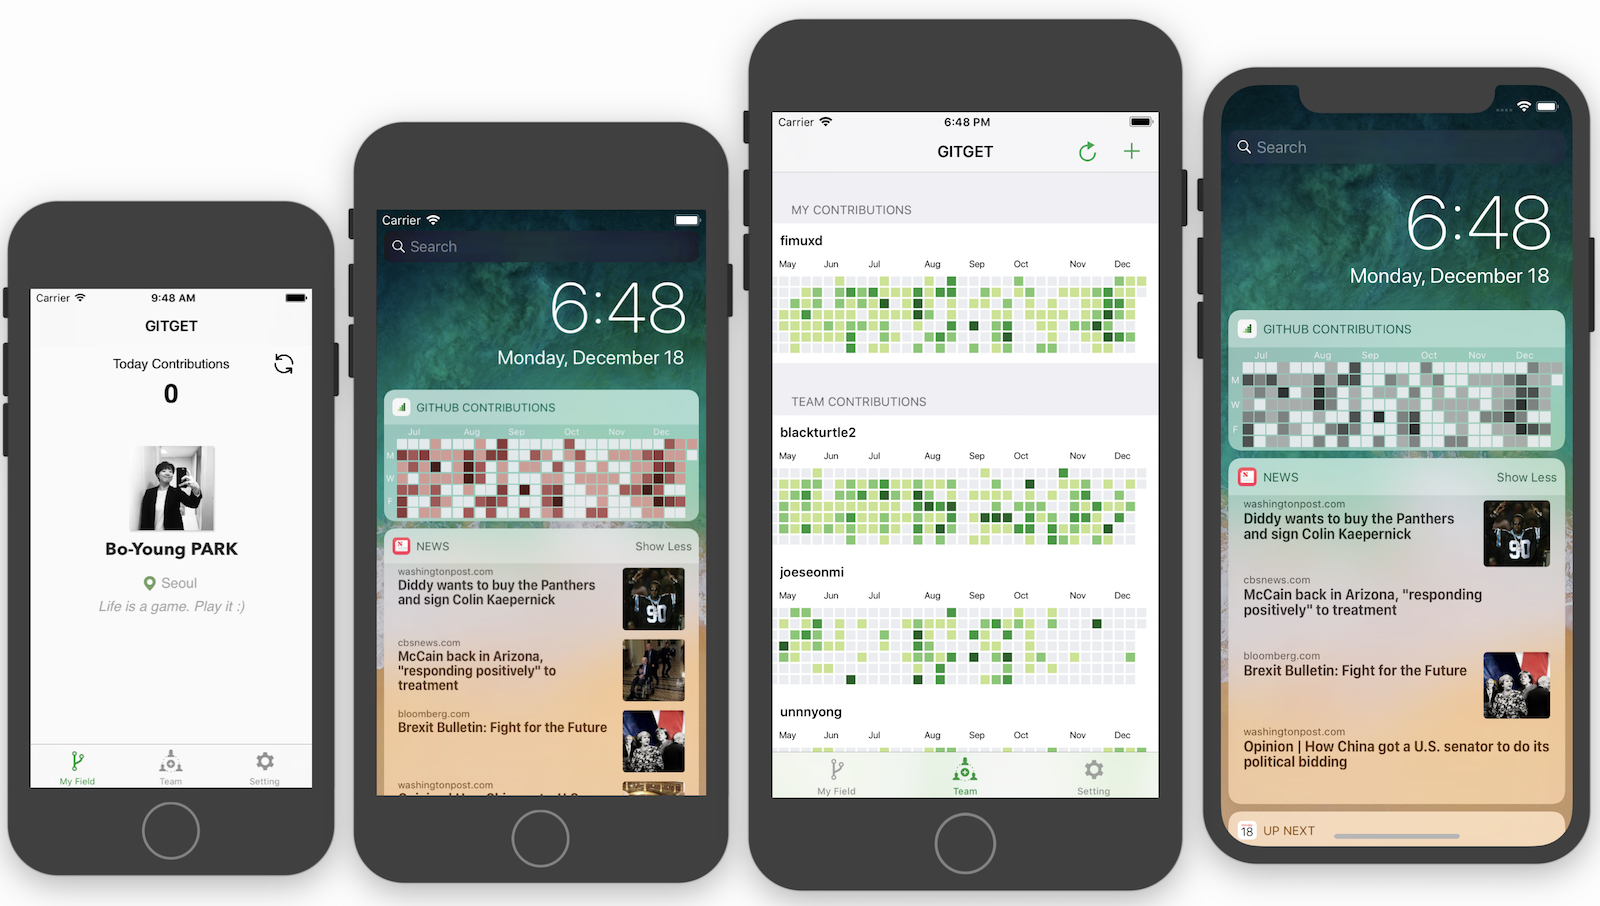 Carrier
9:48 AM
GITGET
Today Contributions
0
Bo-Young PARK
Seoul
Life is a game. Play it :)
My Field
Team
Setting
Carrier
Search
6:48
Monday, December 18
GITHUB CONTRIBUTIONS
Jul Aug Sep Oct Nov Dec
M
W
F
NEWS
Show Less
washingtonpost.com
Diddy wants to buy the Panthers
and sign Colin Kaepernick
90
cbsnews.com
McCain back in Arizona,
"responding positively" to
treatment
bloomberg.com
Brexit Bulletin: Fight for the Future
washingtonpost.com
Carrier
6:48 PM
GITGET
MY CONTRIBUTIONS
fimuxd
May Jun Jul Aug Sep Oct Nov Dec
TEAM CONTRIBUTIONS
blackturtle2
May Jun Jul Aug Sep Oct Nov Dec
joeseonmi
May Jun Jul Aug Sep Oct Nov Dec
unnnyong
May Jun Jul Aug Sep Oct Nov Dec
My Field
Team
Setting
Search
6:48
Monday, December 18
GITHUB CONTRIBUTIONS
Jul Aug Sep Oct Nov Dec
M
W
F
NEWS
Show Less
washingtonpost.com
Diddy wants to buy the Panthers
and sign Colin Kaepernick
90
cbsnews.com
McCain back in Arizona, "responding
positively" to treatment
bloomberg.com
Brexit Bulletin: Fight for the Future
washingtonpost.com
Opinion | How China got a U.S. senator to do its
political bidding
18
UP NEXT